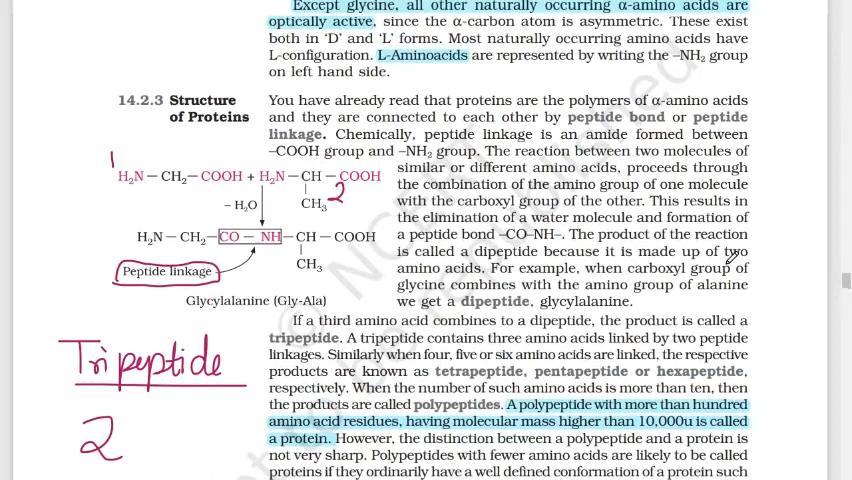 Except glycine, all other naturally occurring α-amino acids are
optically active, since the α-carbon atom is asymmetric. These exist
both in ‘D’ and ‘L’ forms. Most naturally occurring amino acids have
L-configuration. L-Aminoacids are represented by writing the –NH₂ group
on left hand side.
14.2.3 Structure
of Proteins
You have already read that proteins are the polymers of α-amino acids
and they are connected to each other by peptide bond or peptide
linkage. Chemically, peptide linkage is an amide formed between
–COOH group and –NH₂ group. The reaction between two molecules of
similar or different amino acids, proceeds through
the combination of the amino group of one molecule
with the carboxyl group of the other. This results in
the elimination of a water molecule and formation of
a peptide bond –CO–NH–. The product of the reaction
is called a dipeptide because it is made up of two
amino acids. For example, when carboxyl group of
glycine combines with the amino group of alanine
we get a dipeptide, glycylalanine.
1
H₂N – CH₂– COOH + H₂N – CH – COOH
– H₂O
CH₃
2
H₂N – CH₂– CO – NH – CH – COOH
CH₃
Peptide linkage
Glycylalanine (Gly-Ala)
If a third amino acid combines to a dipeptide, the product is called a
tripeptide. A tripeptide contains three amino acids linked by two peptide
linkages. Similarly when four, five or six amino acids are linked, the respective
products are known as tetrapeptide, pentapeptide or hexapeptide,
respectively. When the number of such amino acids is more than ten, then
the products are called polypeptides. A polypeptide with more than hundred
amino acid residues, having molecular mass higher than 10,000u is called
a protein. However, the distinction between a polypeptide and a protein is
not very sharp. Polypeptides with fewer amino acids are likely to be called
proteins if they ordinarily have a well defined conformation of a protein such
Tripeptide
2
© NCERT
not to be republished